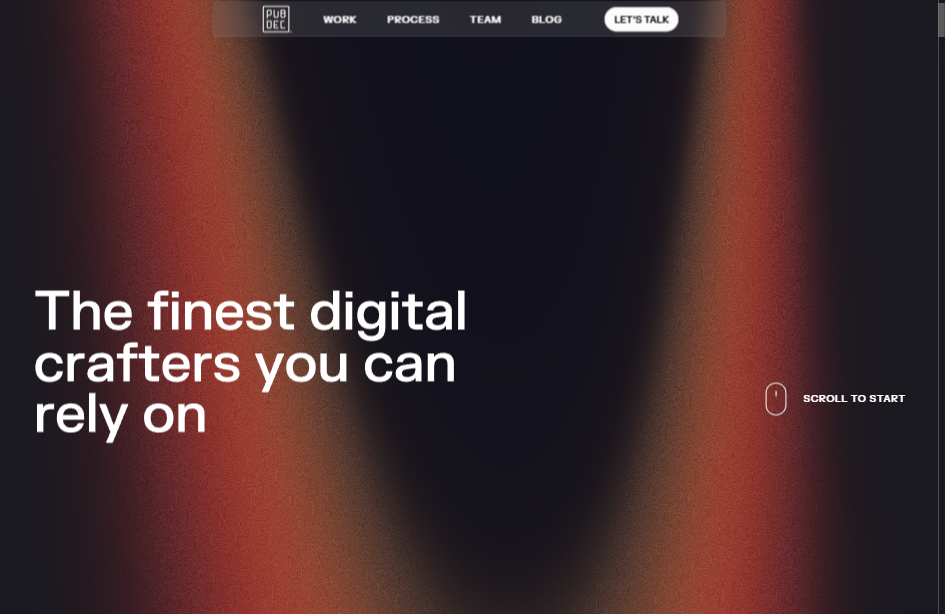 PUB
DEC
WORK
PROCESS
TEAM
BLOG
LET'S TALK
The finest digital
crafters you can
rely on
SCROLL TO START